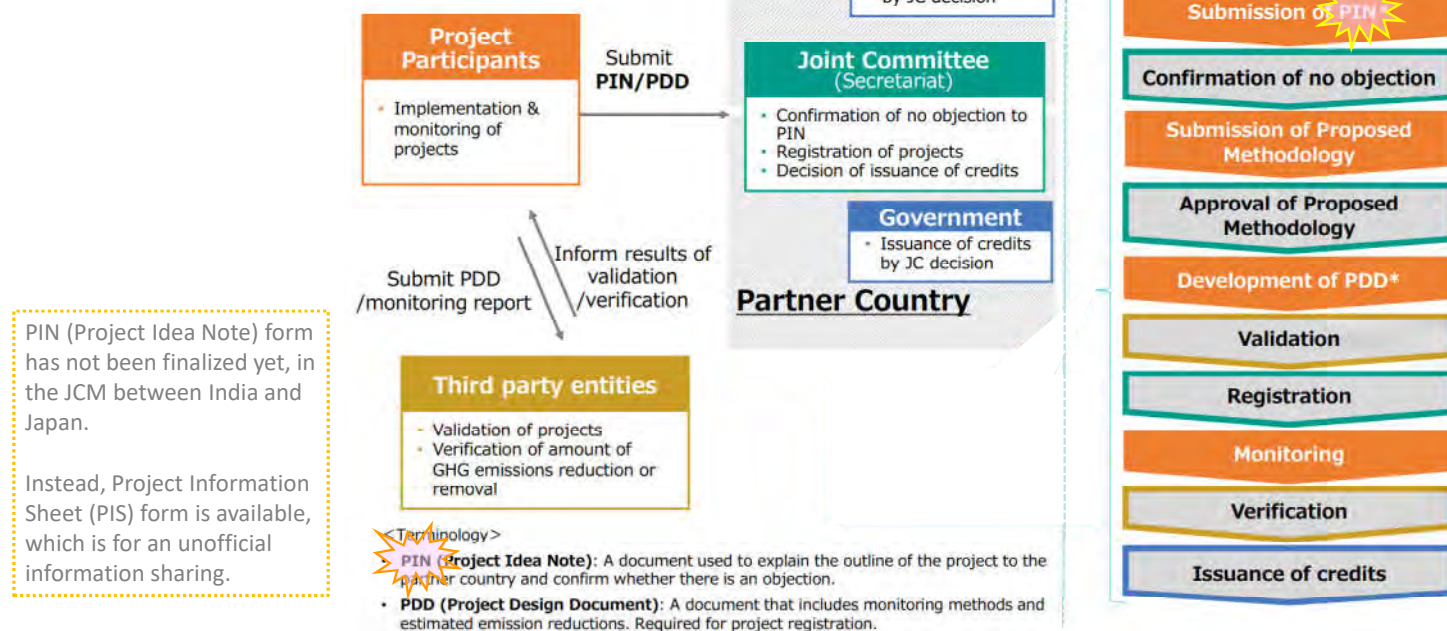 PIN (Project Idea Note) form
has not been finalized yet, in
the JCM between India and
Japan.
Instead, Project Information
Sheet (PIS) form is available,
which is for an unofficial
information sharing.
by JC decision
Project
Participants
• Implementation &
monitoring of
projects
Submit
PIN/PDD
Joint Committee
(Secretariat)
• Confirmation of no objection to
PIN
• Registration of projects
• Decision of issuance of credits
Government
• Issuance of credits
by JC decision
Partner Country
Submit PDD
/monitoring report
Inform results of
validation
/verification
Third party entities
- Validation of projects
• Verification of amount of
GHG emissions reduction or
removal
<Terminology>
• PIN (Project Idea Note): A document used to explain the outline of the project to the
partner country and confirm whether there is an objection.
• PDD (Project Design Document): A document that includes monitoring methods and
estimated emission reductions. Required for project registration.
Submission of PIN*
Confirmation of no objection
Submission of Proposed
Methodology
Approval of Proposed
Methodology
Development of PDD*
Validation
Registration
Monitoring
Verification
Issuance of credits